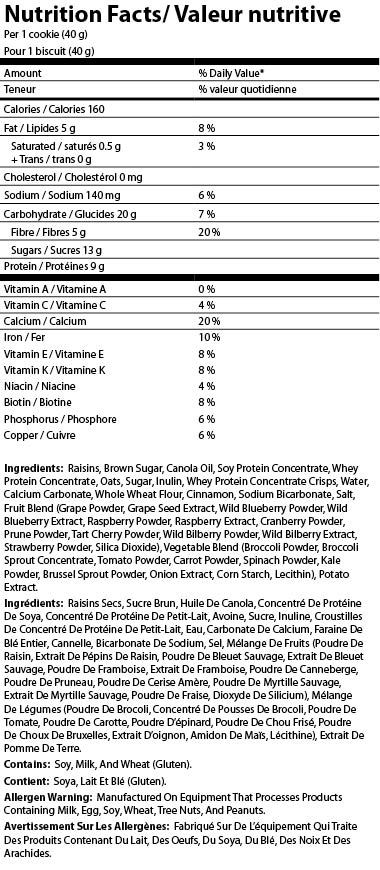 Nutrition Facts/ Valeur nutritive
Per 1 cookie (40 g)
Pour 1 biscuit (40 g)
Amount % Daily Value*
Teneur % valeur quotidienne
Calories / Calories 160
Fat / Lipides 5 g 8 %
Saturated / saturés 0.5 g 3 %
+ Trans / trans 0 g
Cholesterol / Cholestérol 0 mg
Sodium / Sodium 140 mg 6 %
Carbohydrate / Glucides 20 g 7 %
Fibre / Fibres 5 g 20 %
Sugars / Sucres 13 g
Protein / Protéines 9 g
Vitamin A / Vitamine A 0 %
Vitamin C / Vitamine C 4 %
Calcium / Calcium 20 %
Iron / Fer 10 %
Vitamin E / Vitamine E 8 %
Vitamin K / Vitamine K 8 %
Niacin / Niacine 4 %
Biotin / Biotine 8 %
Phosphorus / Phosphore 6 %
Copper / Cuivre 6 %
Ingredients: Raisins, Brown Sugar, Canola Oil, Soy Protein Concentrate, Whey
Protein Concentrate, Oats, Sugar, Inulin, Whey Protein Concentrate Crisps, Water,
Calcium Carbonate, Whole Wheat Flour, Cinnamon, Sodium Bicarbonate, Salt,
Fruit Blend (Grape Powder, Grape Seed Extract, Wild Blueberry Powder, Wild
Blueberry Extract, Raspberry Powder, Raspberry Extract, Cranberry Powder,
Prune Powder, Tart Cherry Powder, Wild Bilberry Powder, Wild Bilberry Extract,
Strawberry Powder, Silica Dioxide), Vegetable Blend (Broccoli Powder, Broccoli
Sprout Concentrate, Tomato Powder, Carrot Powder, Spinach Powder, Kale
Powder, Brussel Sprout Powder, Onion Extract, Corn Starch, Lecithin), Potato
Extract.
Ingrédients: Raisins Secs, Sucre Brun, Huile De Canola, Concentré De Protéine
De Soya, Concentré De Protéine De Petit-Lait, Avoine, Sucre, Inuline, Croustilles
De Concentré De Protéine De Petit-Lait, Eau, Carbonate De Calcium, Faraine De
Blé Entier, Cannelle, Bicarbonate De Sodium, Sel, Mélange De Fruits (Poudre De
Raisin, Extrait De Pépins De Raisin, Poudre De Bleuet Sauvage, Extrait De Bleuet
Sauvage, Poudre De Framboise, Extrait De Framboise, Poudre De Canneberge,
Poudre De Pruneau, Poudre De Cerise Amère, Poudre De Myrtille Sauvage,
Extrait De Myrtille Sauvage, Poudre De Fraise, Dioxyde De Silicium), Mélange
De Légumes (Poudre De Brocoli, Concentré De Pousses De Brocoli, Poudre De
Tomate, Poudre De Carotte, Poudre D'épinard, Poudre De Chou Frisé, Poudre
De Choux De Bruxelles, Extrait D'oignon, Amidon De Maïs, Lécithine), Extrait De
Pomme De Terre.
Contains: Soy, Milk, And Wheat (Gluten).
Contient: Soya, Lait Et Blé (Gluten).
Allergen Warning: Manufactured On Equipment That Processes Products
Containing Milk, Egg, Soy, Wheat, Tree Nuts, And Peanuts.
Avertissement Sur Les Allergènes: Fabriqué Sur De L'équipement Qui Traite
Des Produits Contenant Du Lait, Des Oeufs, Du Soya, Du Blé, Des Noix Et Des
Arachides.